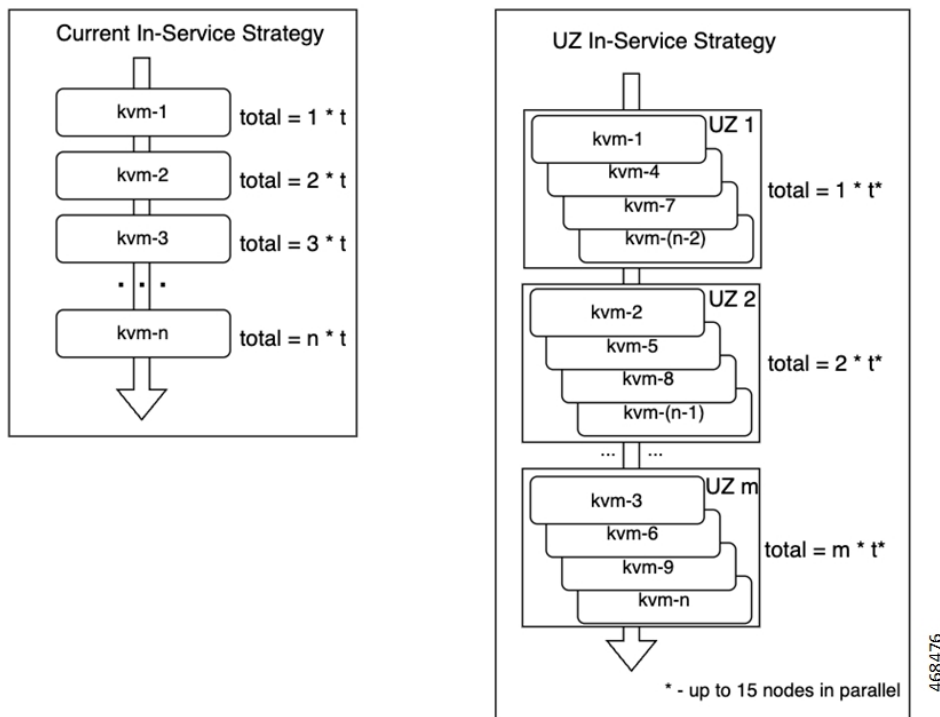 Current In-Service Strategy
kvm-1
total = 1 * t
kvm-2
total = 2 * t
kvm-3
total = 3 * t
. . .
kvm-n
total = n * t
UZ In-Service Strategy
UZ 1
kvm-1
kvm-4
kvm-7
kvm-(n-2)
total = 1 * t*
UZ 2
kvm-2
kvm-5
kvm-8
kvm-(n-1)
total = 2 * t*
... ...
UZ m
kvm-3
kvm-6
kvm-9
kvm-n
total = m * t*
* - up to 15 nodes in parallel
468476